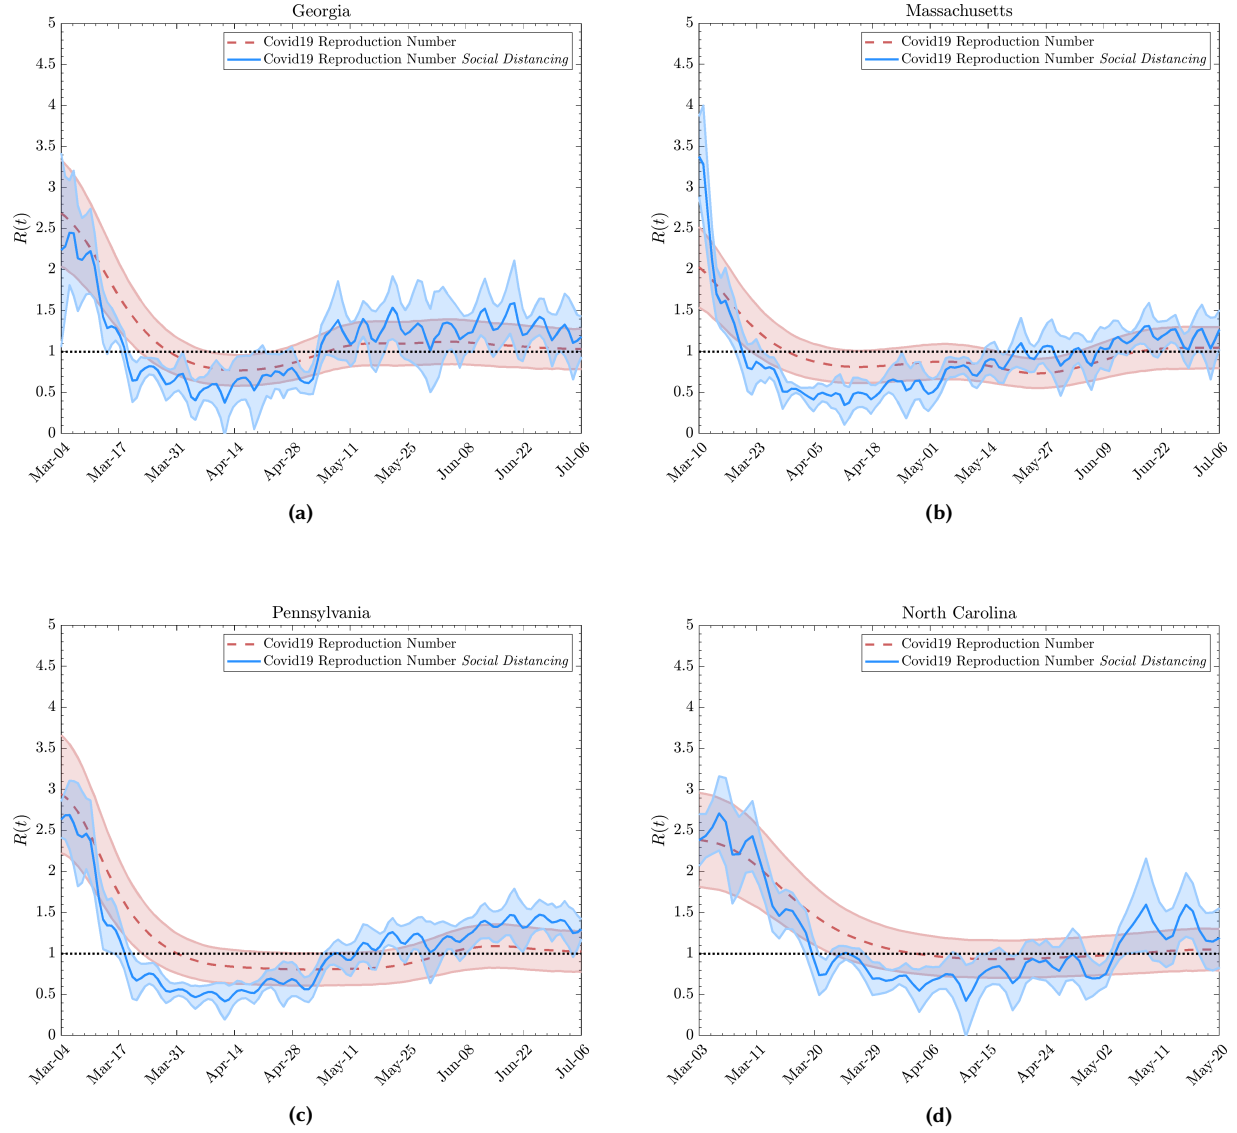 Georgia
Covid19 Reproduction Number
Covid19 Reproduction Number Social Distancing
R(t)
5
4.5
4
3.5
3
2.5
2
1.5
1
0.5
0
Mar-04
Mar-17
Mar-31
Apr-14
Apr-28
May-11
May-25
Jun-08
Jun-22
Jul-06
(a)
Massachusetts
Covid19 Reproduction Number
Covid19 Reproduction Number Social Distancing
R(t)
5
4.5
4
3.5
3
2.5
2
1.5
1
0.5
0
Mar-10
Mar-23
Apr-05
Apr-18
May-01
May-14
May-27
Jun-09
Jun-22
Jul-06
(b)
Pennsylvania
Covid19 Reproduction Number
Covid19 Reproduction Number Social Distancing
R(t)
5
4.5
4
3.5
3
2.5
2
1.5
1
0.5
0
Mar-04
Mar-17
Mar-31
Apr-14
Apr-28
May-11
May-25
Jun-08
Jun-22
Jul-06
(c)
North Carolina
Covid19 Reproduction Number
Covid19 Reproduction Number Social Distancing
R(t)
5
4.5
4
3.5
3
2.5
2
1.5
1
0.5
0
Mar-03
Mar-11
Mar-20
Mar-29
Apr-06
Apr-15
Apr-24
May-02
May-11
May-20
(d)